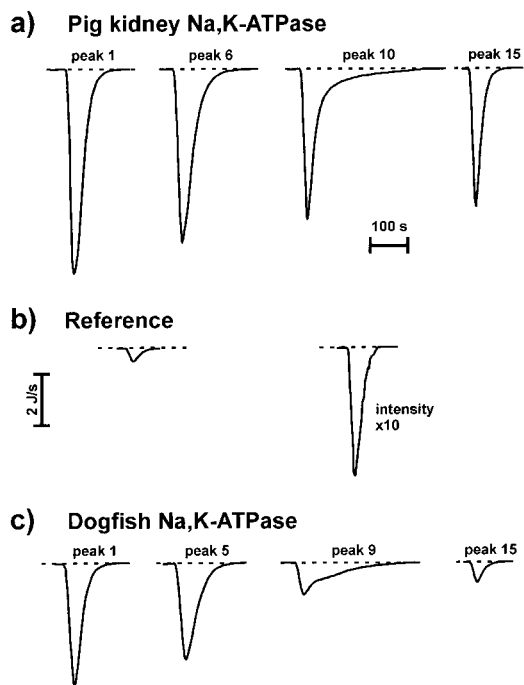 a) Pig kidney Na,K-ATPase
peak 1 peak 6 peak 10 peak 15
100 s
b) Reference
2 J/s
intensity
x10
c) Dogfish Na,K-ATPase
peak 1 peak 5 peak 9 peak 15